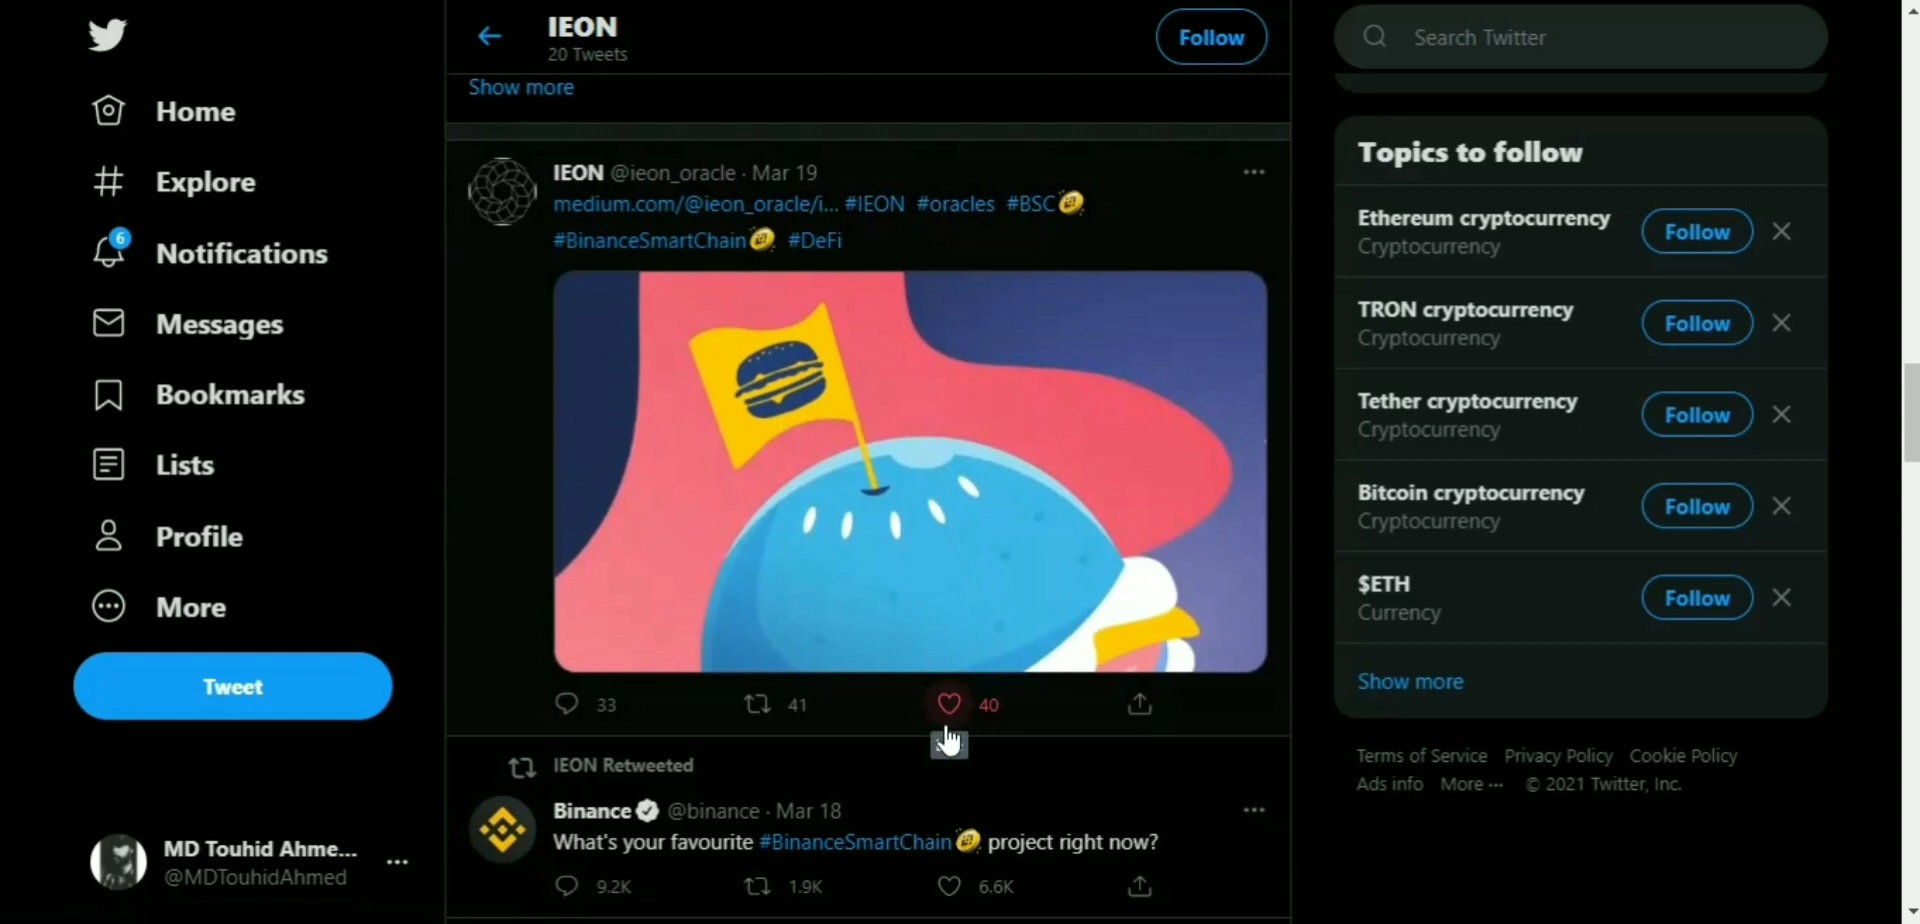 Home
Explore
6
Notifications
Messages
Bookmarks
Lists
Profile
More
Tweet
MD Touhid Ahme...
@MDTouhidAhmed
IEON
20 Tweets
Follow
Show more
IEON @ieon_oracle · Mar 19
medium.com/@ieon_oracle/i... #IEON #oracles #BSC
#BinanceSmartChain #DeFi
33 41 40
IEON Retweeted
Binance @binance · Mar 18
What's your favourite #BinanceSmartChain project right now?
9.2K 1.9K 6.6K
Search Twitter
Topics to follow
Ethereum cryptocurrency
Cryptocurrency
Follow
TRON cryptocurrency
Cryptocurrency
Follow
Tether cryptocurrency
Cryptocurrency
Follow
Bitcoin cryptocurrency
Cryptocurrency
Follow
$ETH
Currency
Follow
Show more
Terms of Service Privacy Policy Cookie Policy
Ads info More ··· © 2021 Twitter, Inc.